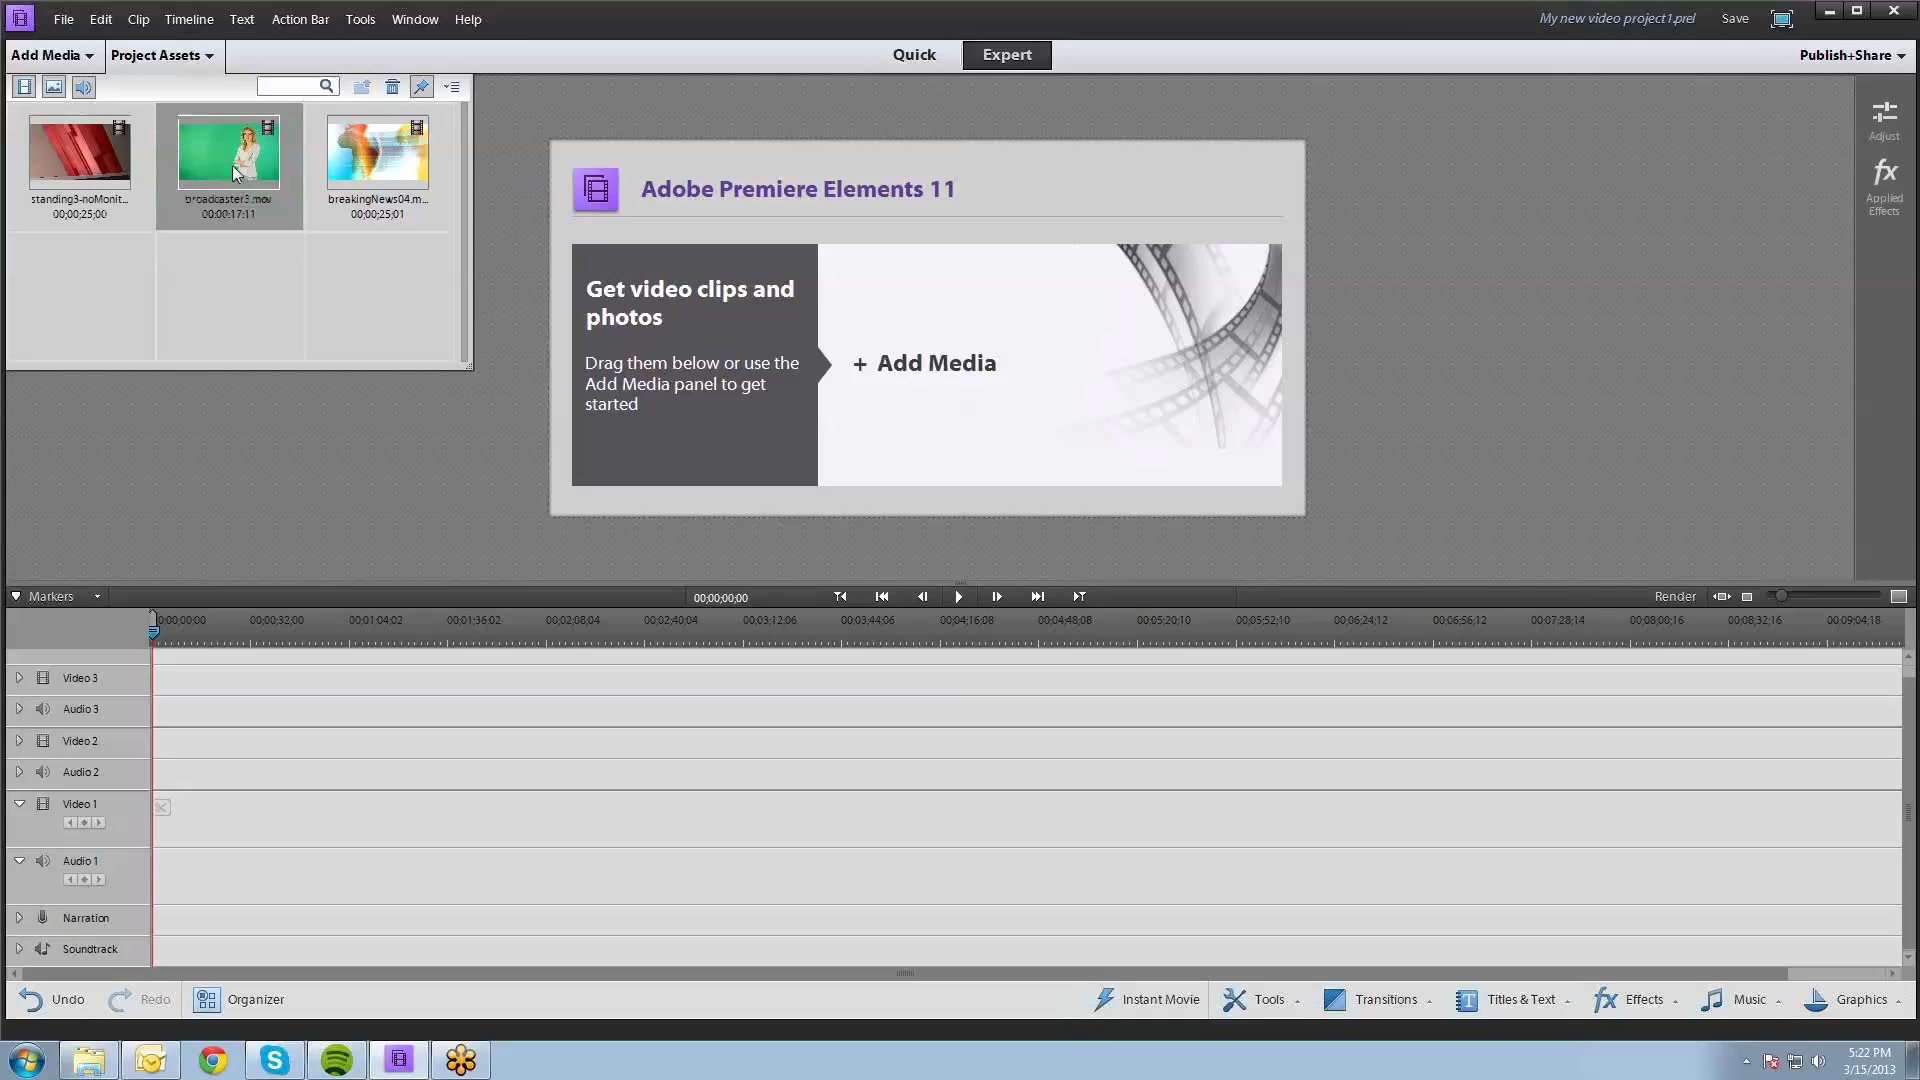 File Edit Clip Timeline Text Action Bar Tools Window Help
My new video project1.prel Save
Add Media Project Assets
Quick Expert
Publish+Share
standing3-noMonit... broadcaster3.mov breakingNews04.m...
00;00;25;00 00:00:17:11 00;00;25;01
Adobe Premiere Elements 11
Get video clips and
photos
Drag them below or use the
Add Media panel to get
started
+ Add Media
Adjust
fx
Applied
Effects
Markers
00;00;00;00
Render
0:00;00;00 00;00;32;00 00;01;04;02 00;01;36;02 00;02;08;04 00;02;40;04 00;03;12;06 00;03;44;06 00;04;16;08 00;04;48;08 00;05;20;10 00;05;52;10 00;06;24;12 00;06;56;12 00;07;28;14 00;08;00;16 00;08;32;16 00;09;04;18
Video 3
Audio 3
Video 2
Audio 2
Video 1
Audio 1
Narration
Soundtrack
Undo Redo Organizer
Instant Movie Tools Transitions T Titles & Text fx Effects Music Graphics
5:22 PM
3/15/2013